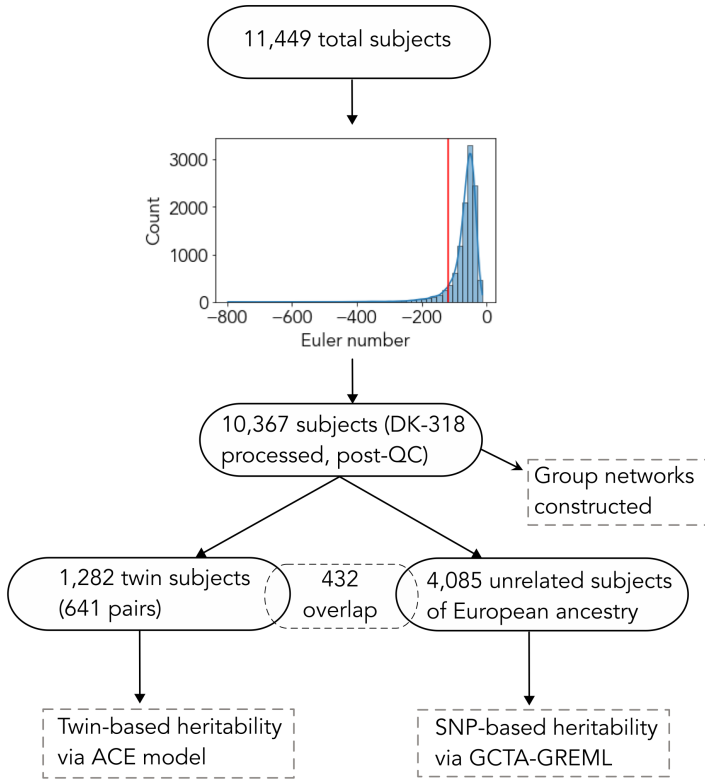 11,449 total subjects
3000
2000
1000
0
Count
−800
−600
−400
−200
0
Euler number
10,367 subjects (DK-318
processed, post-QC)
Group networks
constructed
1,282 twin subjects
(641 pairs)
432
overlap
4,085 unrelated subjects
of European ancestry
Twin-based heritability
via ACE model
SNP-based heritability
via GCTA-GREML